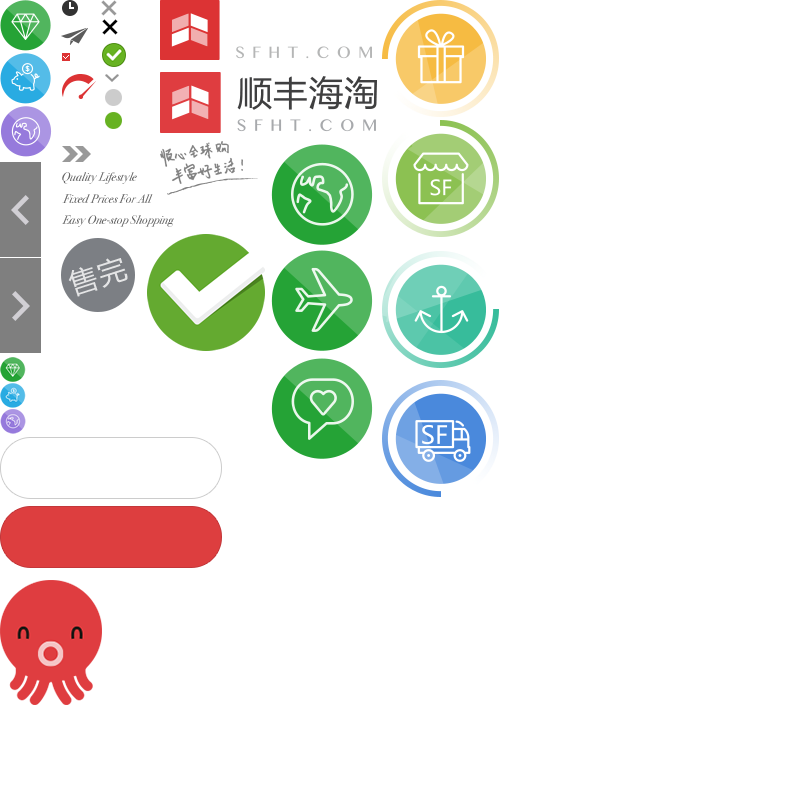 SFHT.COM
顺丰海淘
SFHT.COM
顺心全球购
丰富好生活！
Quality Lifestyle
Fixed Prices For All
Easy One-stop Shopping
SF
售完
$
SF